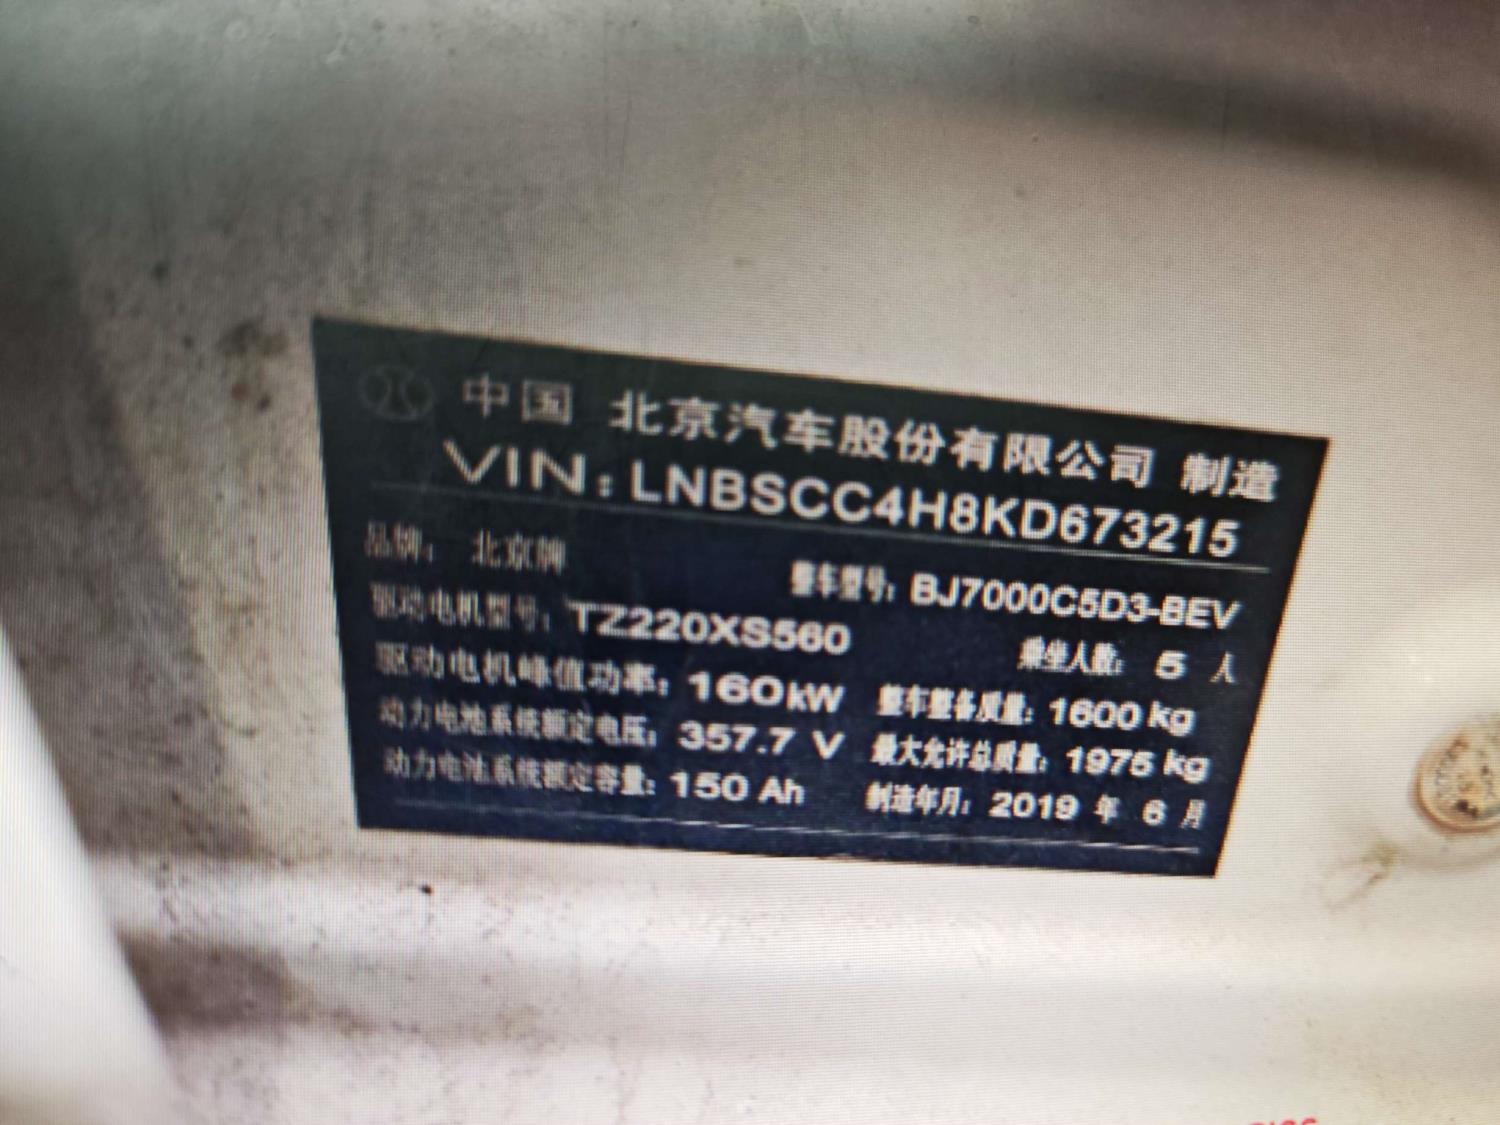 中国 北京汽车股份有限公司 制造
VIN：LNBSCC4H8KD673215
品牌：北京牌
整车型号：BJ7000C5D3-BEV
驱动电机型号：TZ220XS560
乘坐人数：5 人
驱动电机峰值功率：160kW 整车整备质量：1600 kg
动力电池系统额定电压：357.7 V 最大允许总质量：1975 kg
动力电池系统额定容量：150 Ah 制造年月：2019 年 6 月